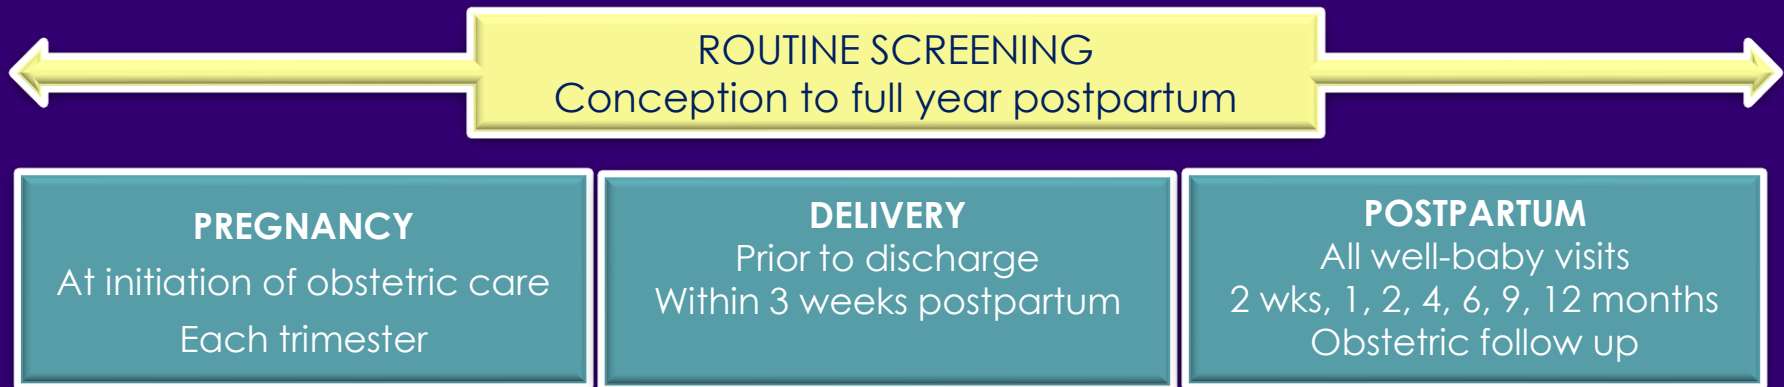 ROUTINE SCREENING
Conception to full year postpartum
PREGNANCY
At initiation of obstetric care
Each trimester
DELIVERY
Prior to discharge
Within 3 weeks postpartum
POSTPARTUM
All well-baby visits
2 wks, 1, 2, 4, 6, 9, 12 months
Obstetric follow up